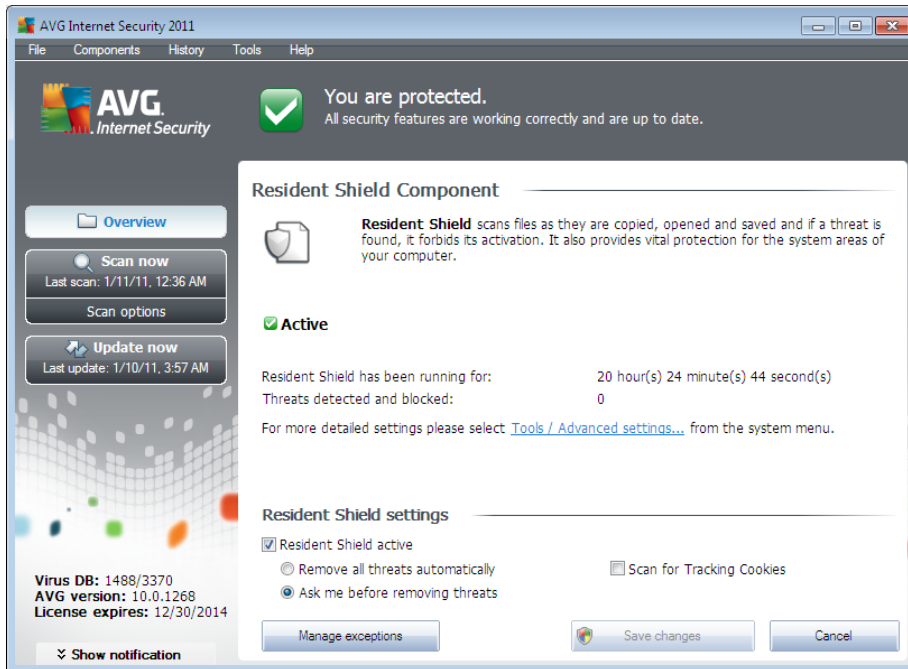 AVG Internet Security 2011
File Components History Tools Help
AVG.
Internet Security
You are protected.
All security features are working correctly and are up to date.
Overview
Scan now
Last scan: 1/11/11, 12:36 AM
Scan options
Update now
Last update: 1/10/11, 3:57 AM
Virus DB: 1488/3370
AVG version: 10.0.1268
License expires: 12/30/2014
Show notification
Resident Shield Component
Resident Shield scans files as they are copied, opened and saved and if a threat is
found, it forbids its activation. It also provides vital protection for the system areas of
your computer.
Active
Resident Shield has been running for: 20 hour(s) 24 minute(s) 44 second(s)
Threats detected and blocked: 0
For more detailed settings please select Tools / Advanced settings... from the system menu.
Resident Shield settings
Resident Shield active
Remove all threats automatically Scan for Tracking Cookies
Ask me before removing threats
Manage exceptions Save changes Cancel